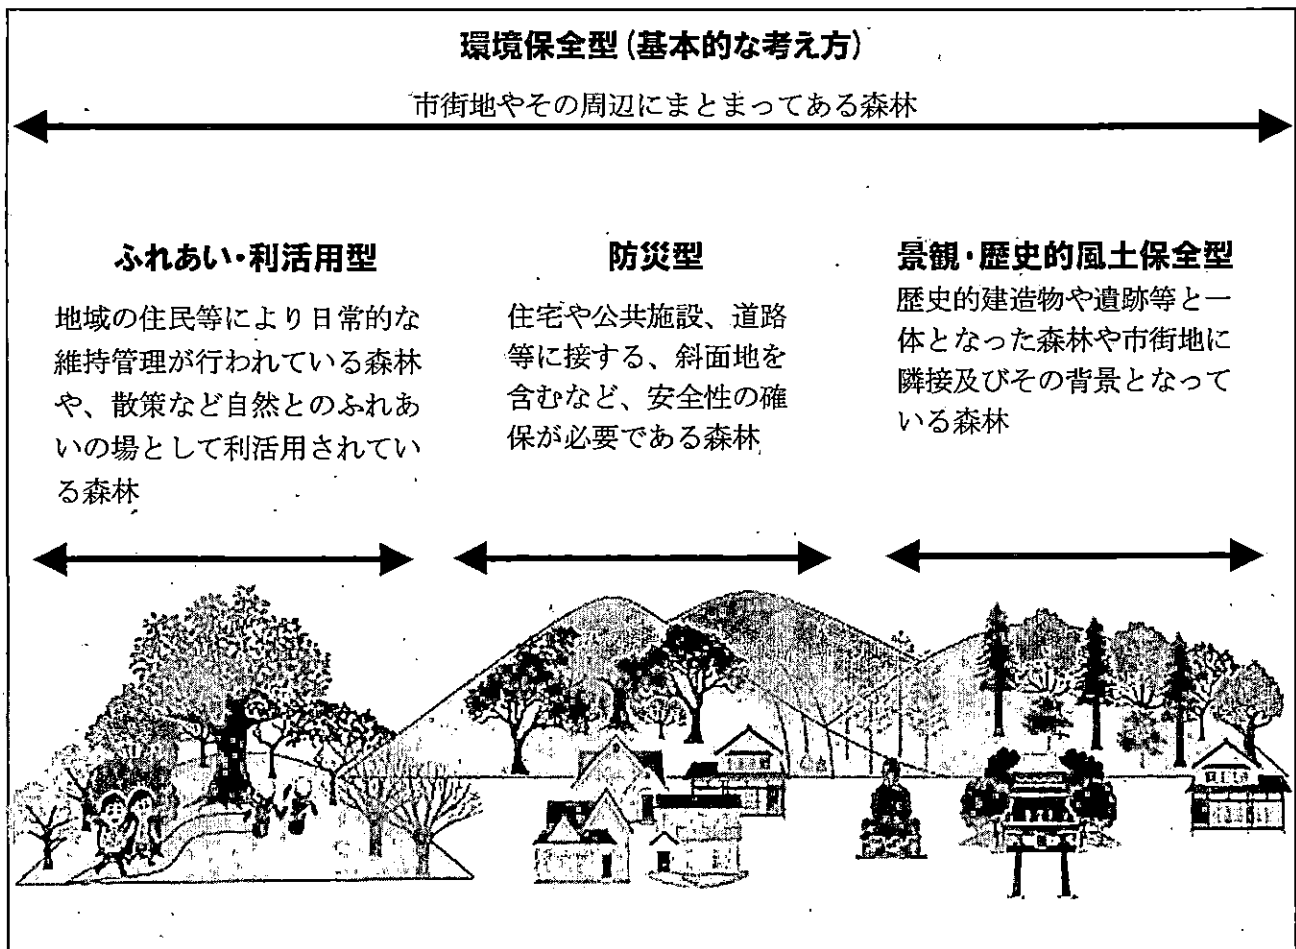 環境保全型(基本的な考え方)
市街地やその周辺にまとまってある森林
ふれあい・利活用型
地域の住民等により日常的な
維持管理が行われている森林
や、散策など自然とのふれあ
いの場として利活用されてい
る森林
防災型
住宅や公共施設、道路
等に接する、斜面地を
含むなど、安全性の確
保が必要である森林
景観・歴史的風土保全型
歴史的建造物や遺跡等と一
体となった森林や市街地に
隣接及びその背景となって
いる森林